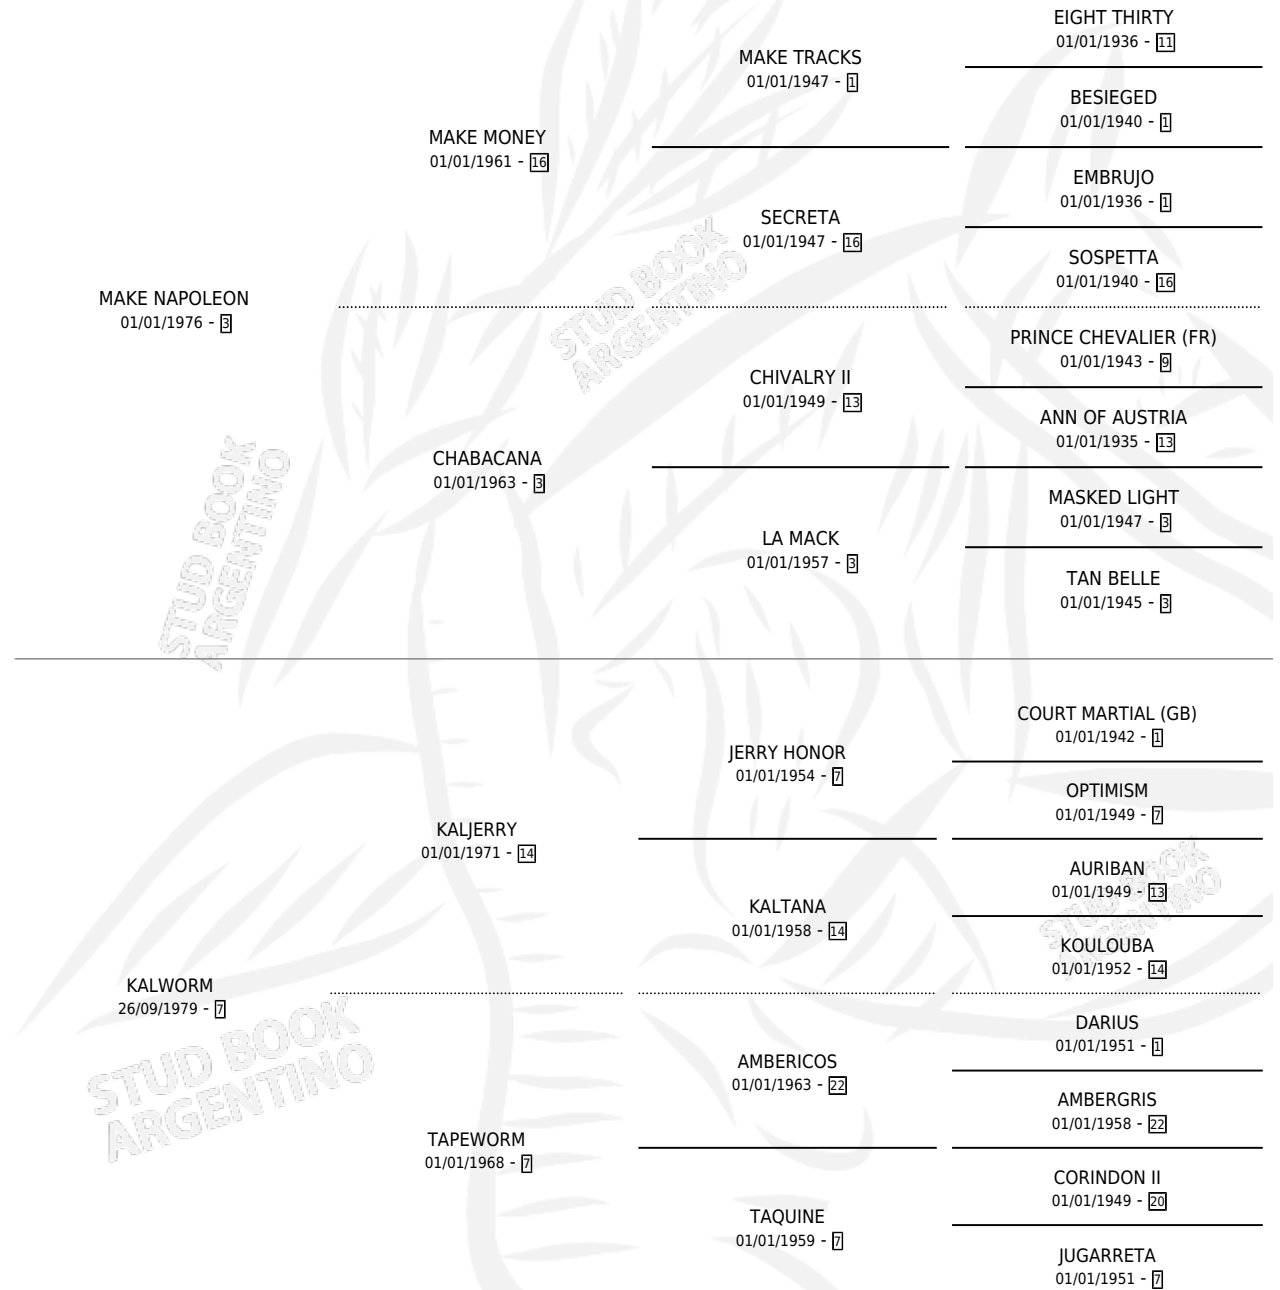 EIGHT THIRTY
01/01/1936 - 11
MAKE TRACKS
01/01/1947 - 1
BESIEGED
01/01/1940 - 1
MAKE MONEY
01/01/1961 - 16
EMBRUJO
01/01/1936 - 1
SECRETA
01/01/1947 - 16
SOSPETTA
01/01/1940 - 16
MAKE NAPOLEON
01/01/1976 - 3
PRINCE CHEVALIER (FR)
01/01/1943 - 9
CHIVALRY II
01/01/1949 - 13
ANN OF AUSTRIA
01/01/1935 - 13
CHABACANA
01/01/1963 - 3
MASKED LIGHT
01/01/1947 - 3
LA MACK
01/01/1957 - 3
TAN BELLE
01/01/1945 - 3
COURT MARTIAL (GB)
01/01/1942 - 1
JERRY HONOR
01/01/1954 - 7
OPTIMISM
01/01/1949 - 7
KALJERRY
01/01/1971 - 14
AURIBAN
01/01/1949 - 13
KALTANA
01/01/1958 - 14
KOULOUBA
01/01/1952 - 14
KALWORM
26/09/1979 - 7
DARIUS
01/01/1951 - 1
AMBERICOS
01/01/1963 - 22
AMBERGRIS
01/01/1958 - 22
TAPEWORM
01/01/1968 - 7
CORINDON II
01/01/1949 - 20
TAQUINE
01/01/1959 - 7
JUGARRETA
01/01/1951 - 7
STUD BOOK
ARGENTINO
STUD BOOK
ARGENTINO
STUD BOOK
ARGENTINO
STUD BOOK
ARGENTINO